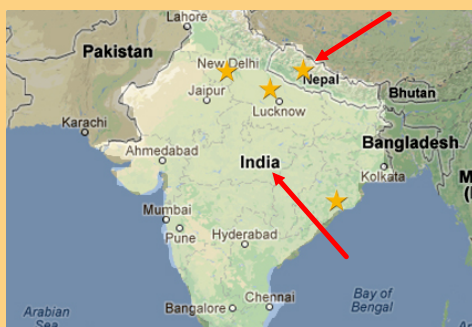 Lahore
Pakistan
New Delhi
Nepal
Jaipur
Lucknow
Bhutan
Karachi
Bangladesh
Ahmedabad
India
Kolkata
M
Mumbai
Pune
Hyderabad
Bay of
Bengal
Arabian
Sea
Bangalore
Chennai